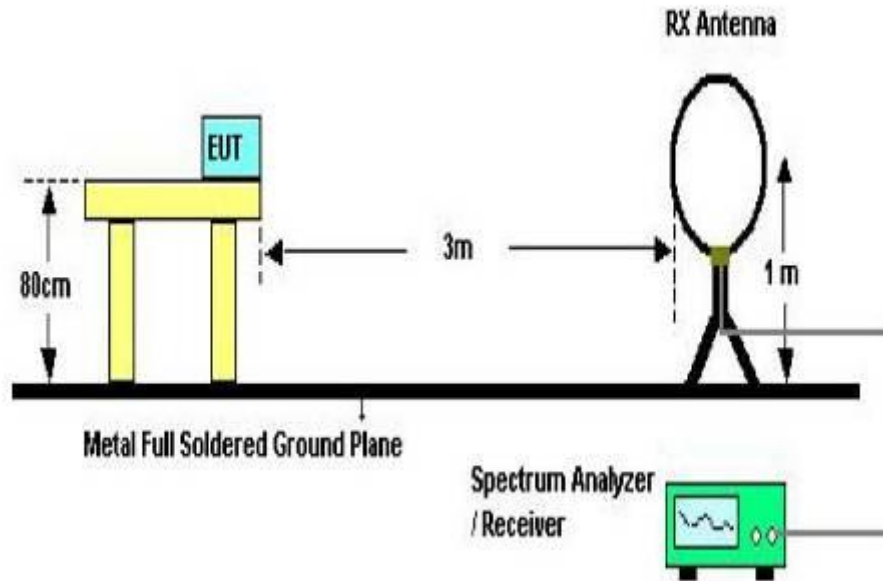 RX Antenna
EUT
3m
80cm
1 m
Metal Full Soldered Ground Plane
Spectrum Analyzer
/ Receiver